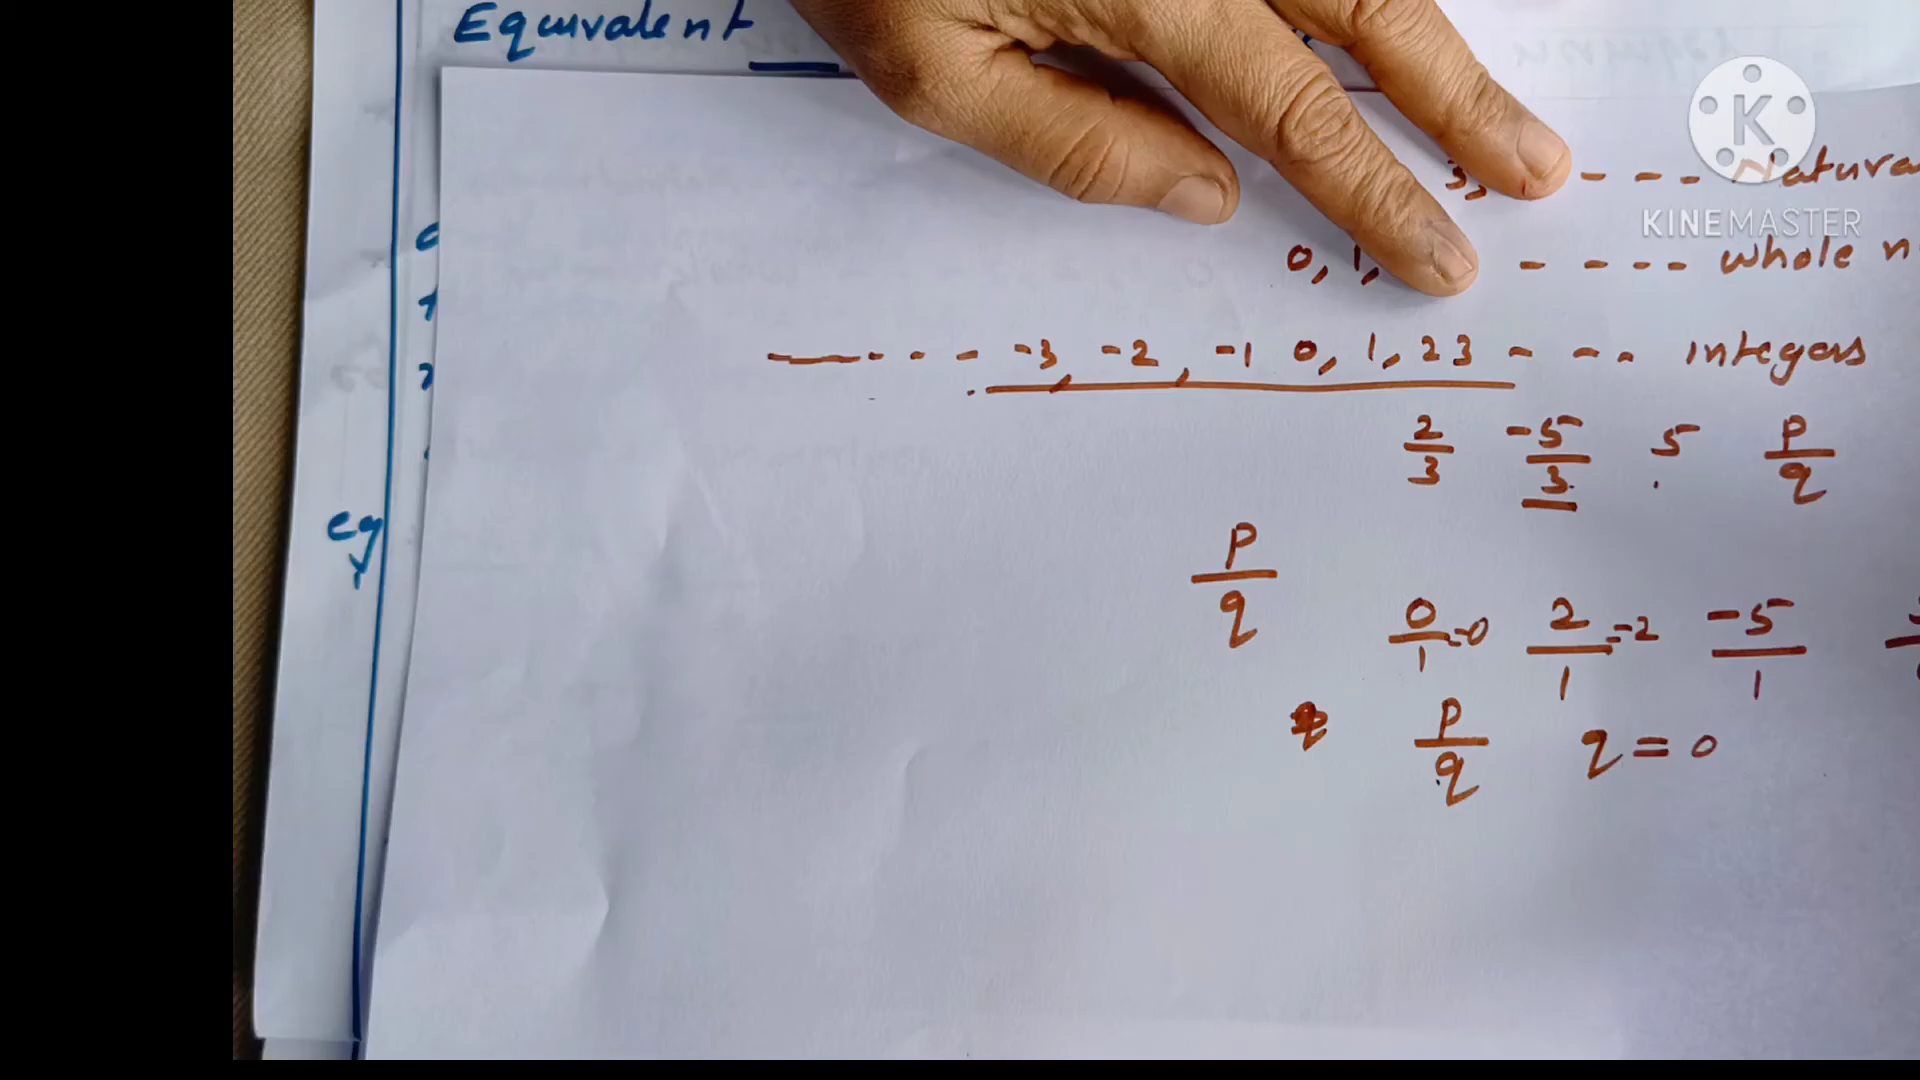 Equivalent
3, - - - Natura
0, 1, - - - - whole n
- - - - -3, -2, -1 0, 1, 2 3 - - - integers
2/3 -5/3 5 p/q
eg
p/q
0/1=0 2/1=2 -5/1
p/q q = 0
K
KINEMASTER